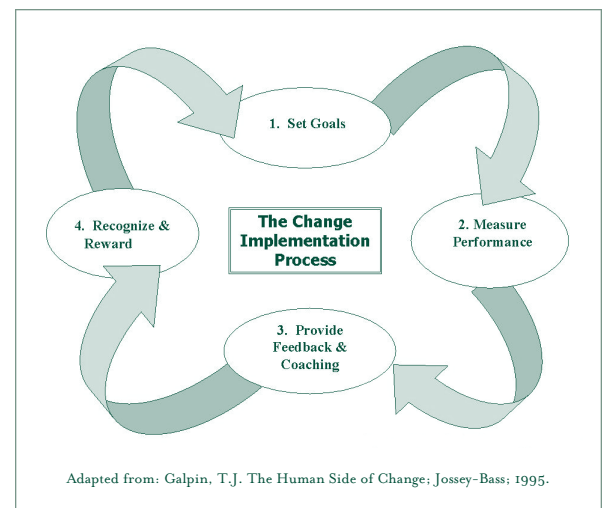 1. Set Goals
2. Measure
Performance
3. Provide
Feedback &
Coaching
4. Recognize &
Reward
The Change
Implementation
Process
Adapted from: Galpin, T.J. The Human Side of Change; Jossey-Bass; 1995.